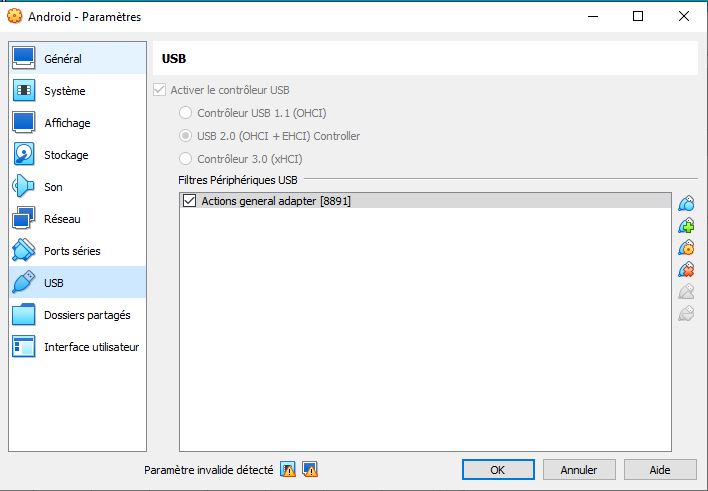 Android - Paramètres
Général
Système
Affichage
Stockage
Son
Réseau
Ports séries
USB
Dossiers partagés
Interface utilisateur
USB
Activer le contrôleur USB
Contrôleur USB 1.1 (OHCI)
USB 2.0 (OHCI + EHCI) Controller
Contrôleur 3.0 (xHCI)
Filtres Périphériques USB
Actions general adapter [8891]
Paramètre invalide détecté
OK
Annuler
Aide